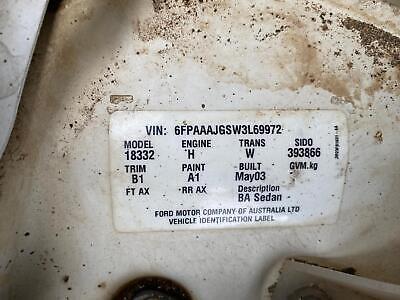 VIN: 6FPAAAJGSW3L69972
MODEL ENGINE TRANS SIDO
18332 H W 393866
TRIM PAINT BUILT GVM.kg
B1 A1 May03
FT AX RR AX Description
BA Sedan
FORD MOTOR COMPANY OF AUSTRALIA LTD
VEHICLE IDENTIFICATION LABEL